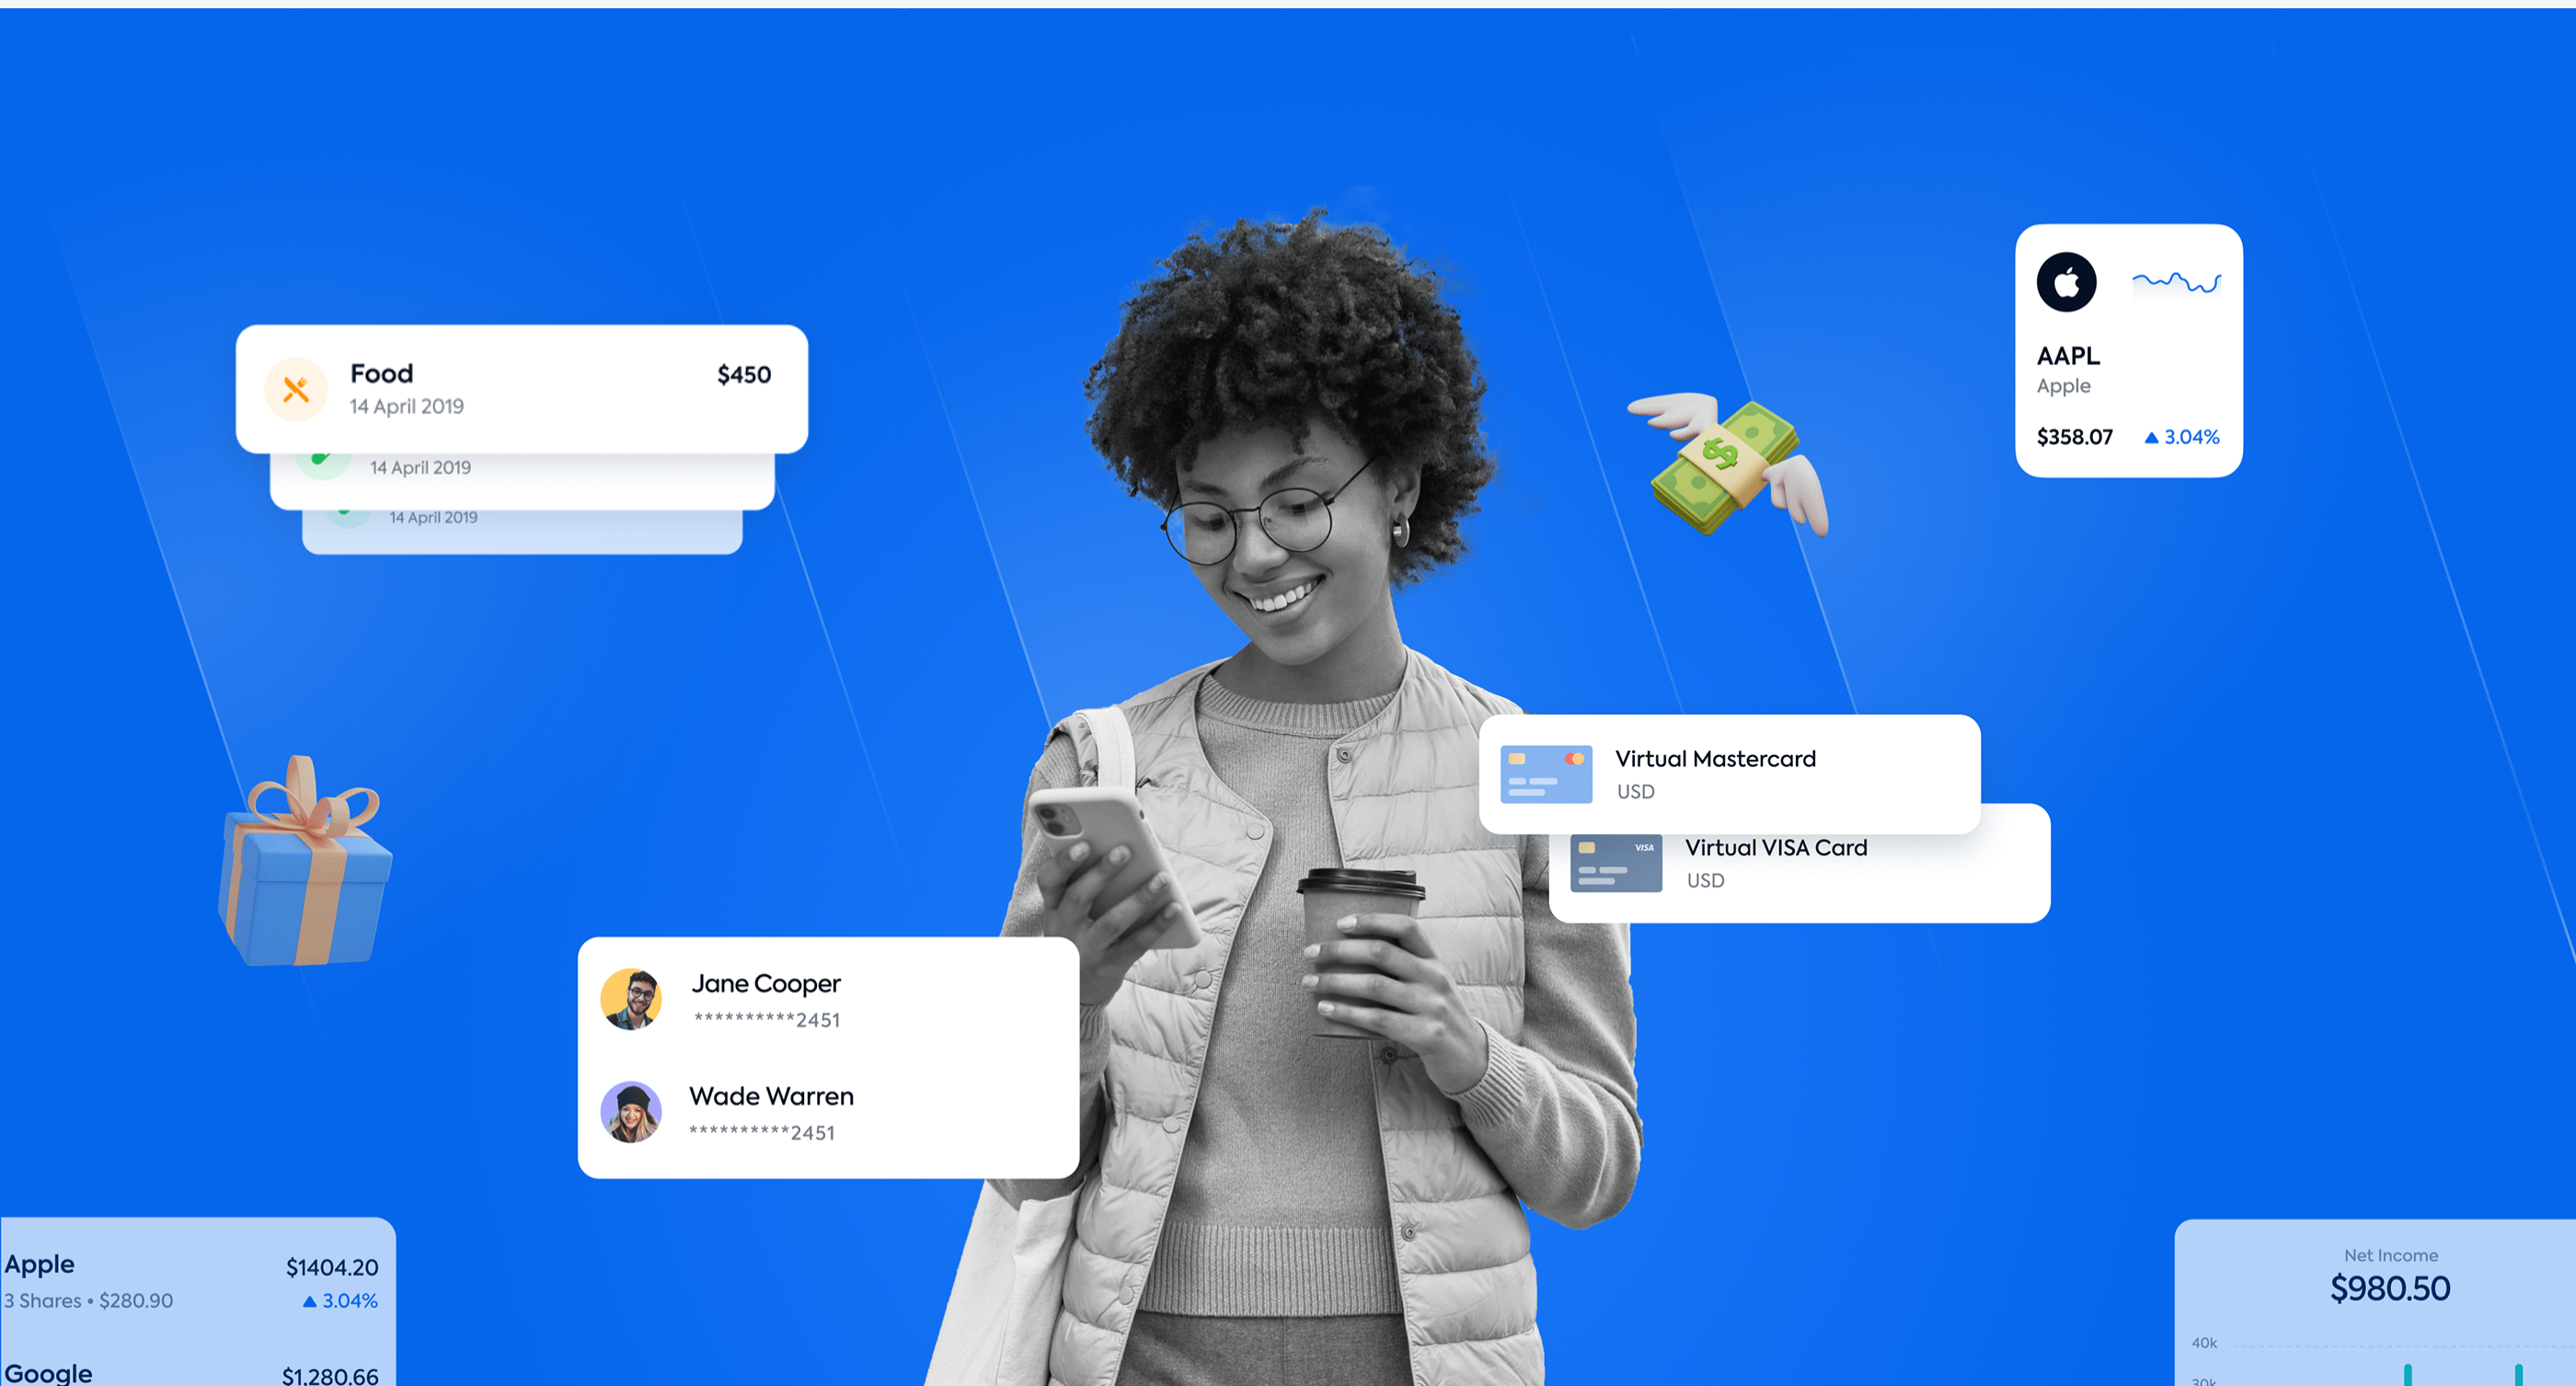 Food
$450
14 April 2019
14 April 2019
14 April 2019
AAPL
Apple
$358.07 ▲ 3.04%
$
Virtual Mastercard
USD
VISA
Virtual VISA Card
USD
Jane Cooper
**********2451
Wade Warren
**********2451
Apple
$1404.20
3 Shares • $280.90
▲ 3.04%
Google
$1,280.66
Net Income
$980.50
40k
30k